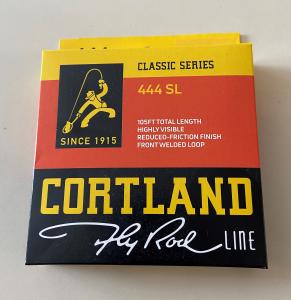 444
CLASSIC SERIES
444 SL
SINCE 1915
105FT TOTAL LENGTH
HIGHLY VISIBLE
REDUCED-FRICTION FINISH
FRONT WELDED LOOP
CORTLAND
Fly Rod LINE